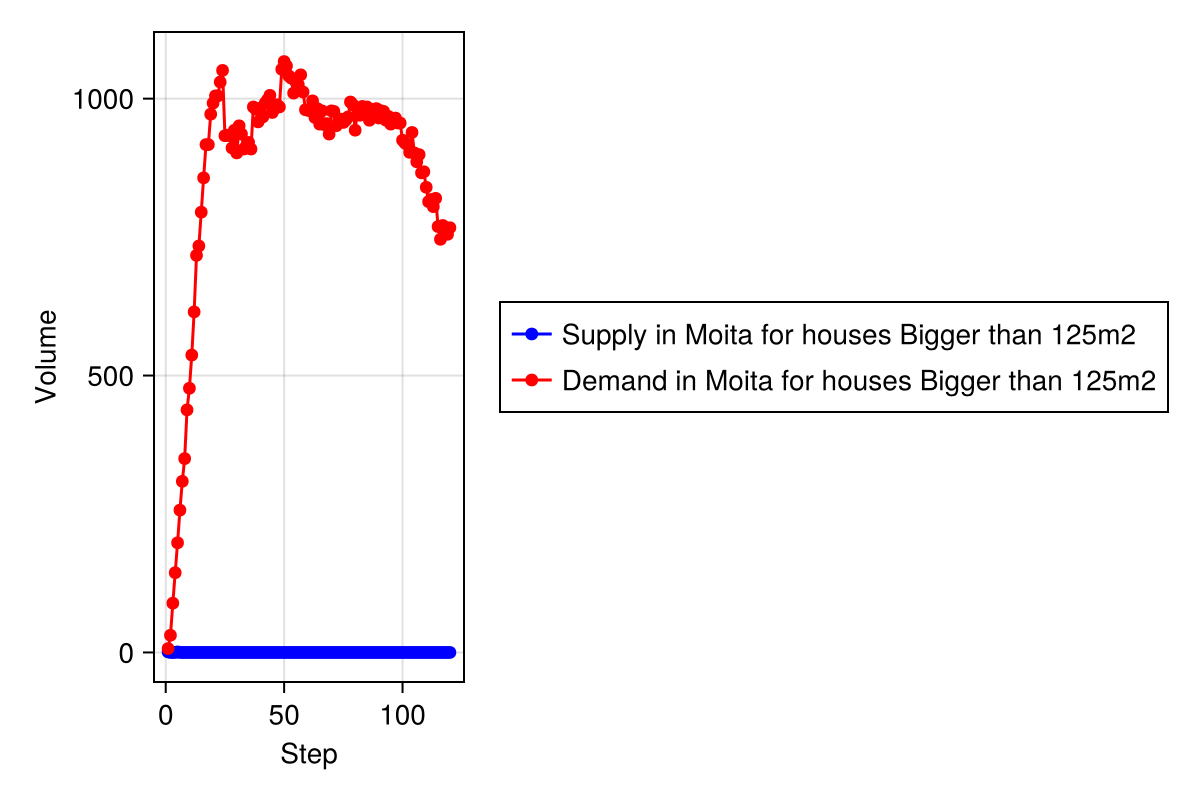 1000
500
0
Volume
0 50 100
Step
Supply in Moita for houses Bigger than 125m2
Demand in Moita for houses Bigger than 125m2